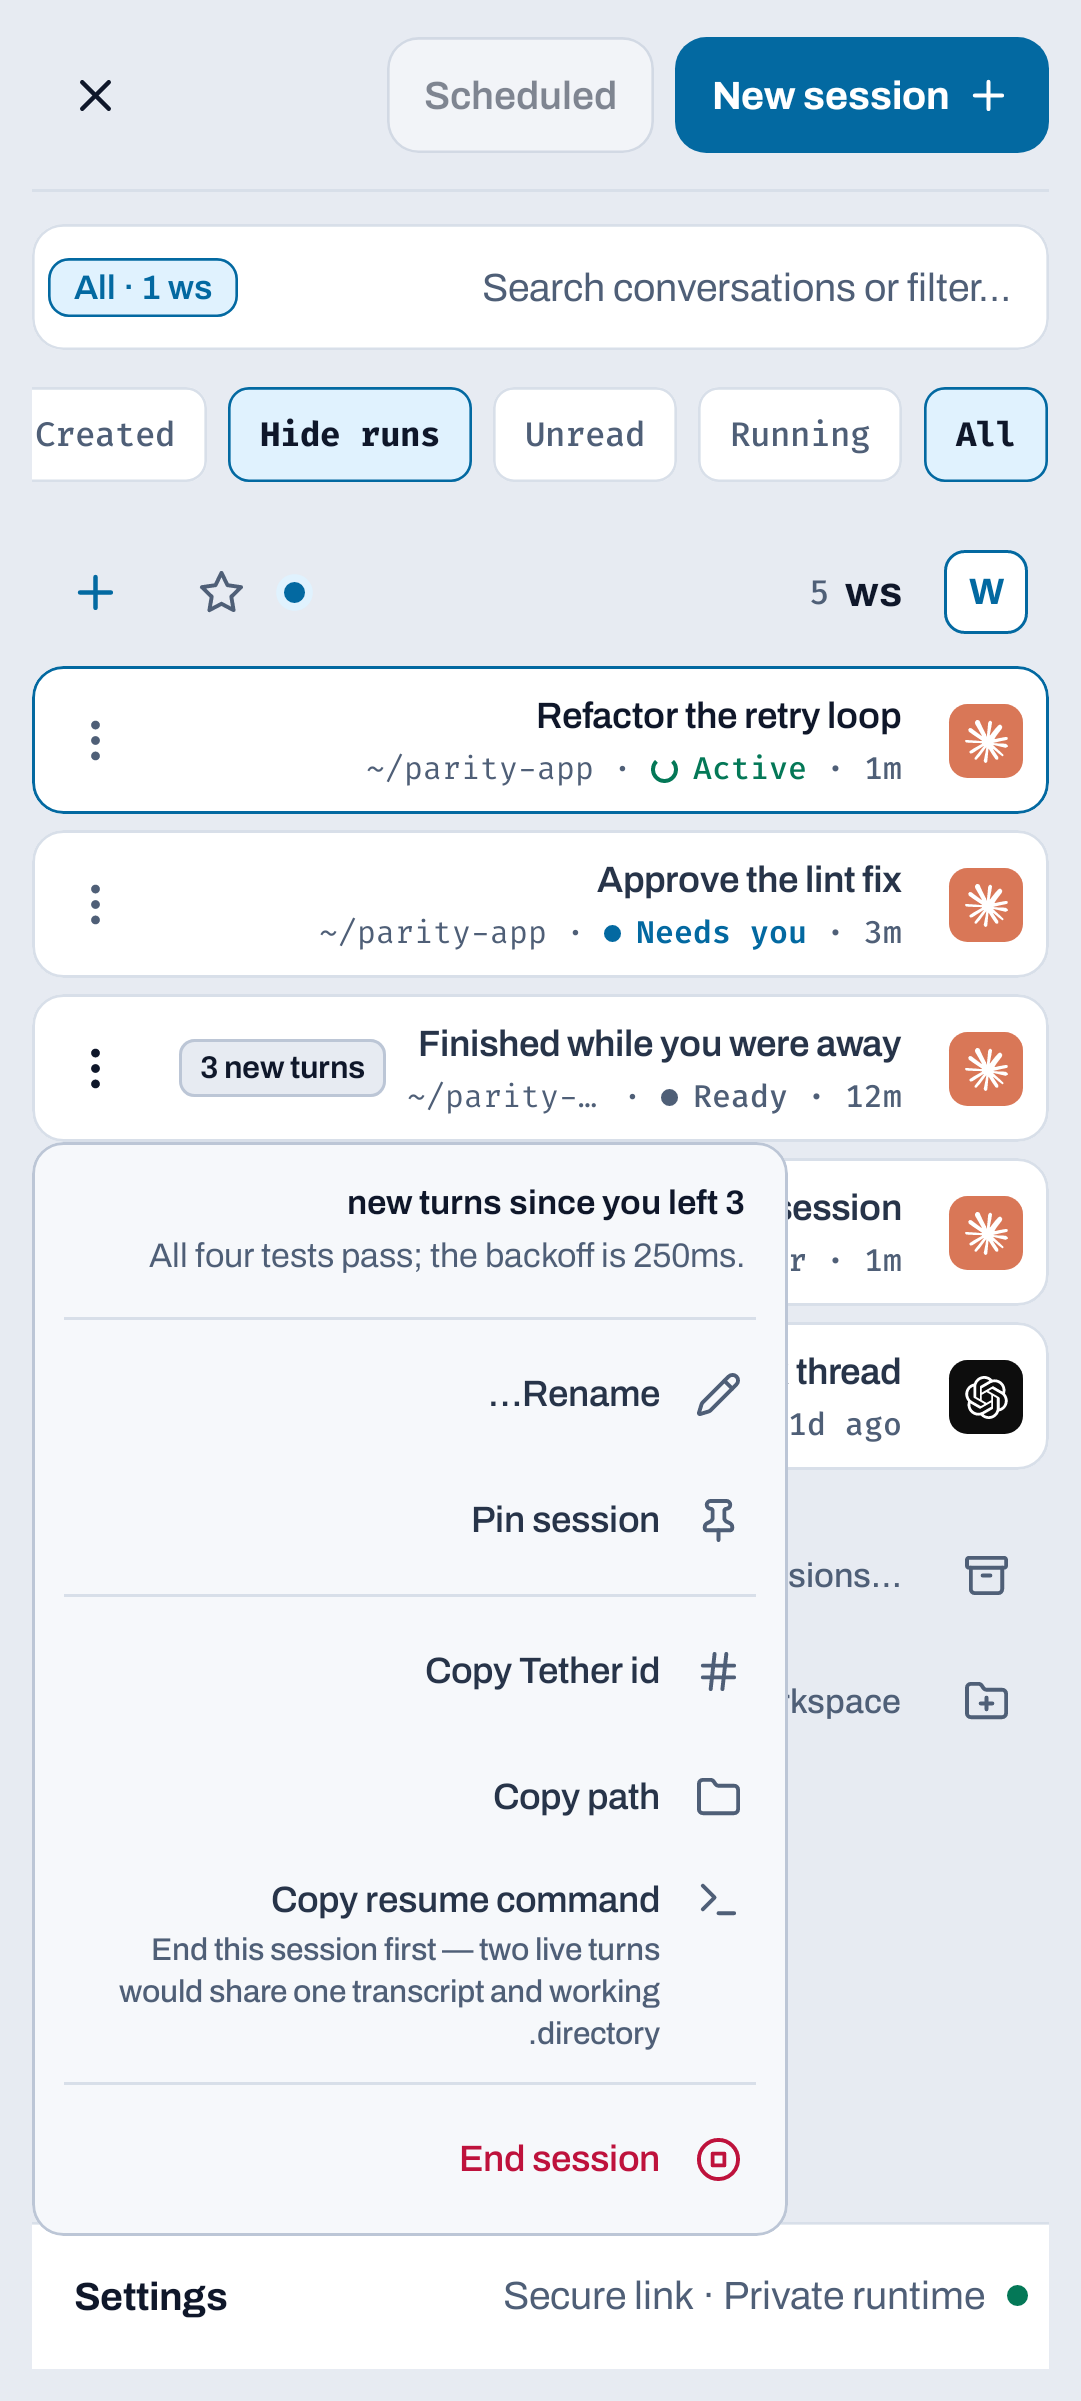 Scheduled
New session
All · 1 ws
Search conversations or filter...
Created
Hide runs
Unread
Running
All
5 ws
W
Refactor the retry loop
~/parity-app · Active · 1m
Approve the lint fix
~/parity-app · Needs you · 3m
Finished while you were away
3 new turns
~/parity-… · Ready · 12m
session
r · 1m
thread
1d ago
sions...
kspace
new turns since you left 3
All four tests pass; the backoff is 250ms.
...Rename
Pin session
Copy Tether id
Copy path
Copy resume command
End this session first — two live turns
would share one transcript and working
.directory
End session
Settings
Secure link · Private runtime